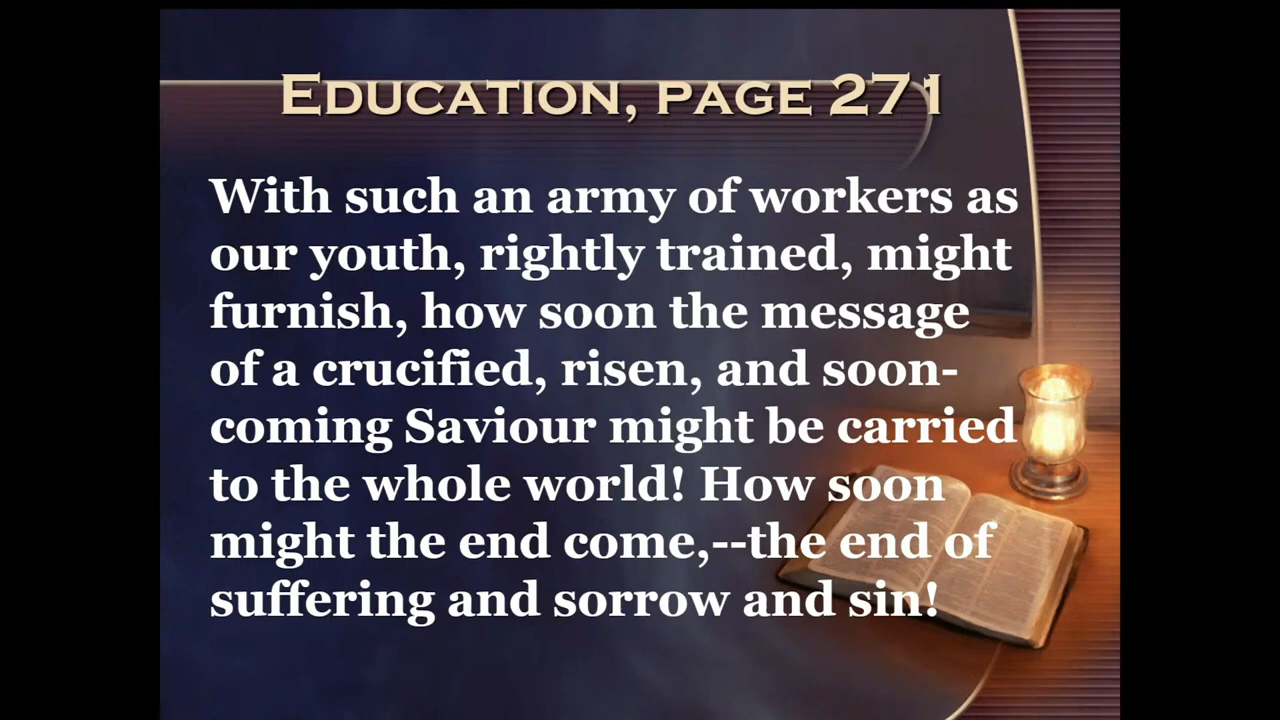 Education, page 271
With such an army of workers as
our youth, rightly trained, might
furnish, how soon the message
of a crucified, risen, and soon-
coming Saviour might be carried
to the whole world! How soon
might the end come,--the end of
suffering and sorrow and sin!